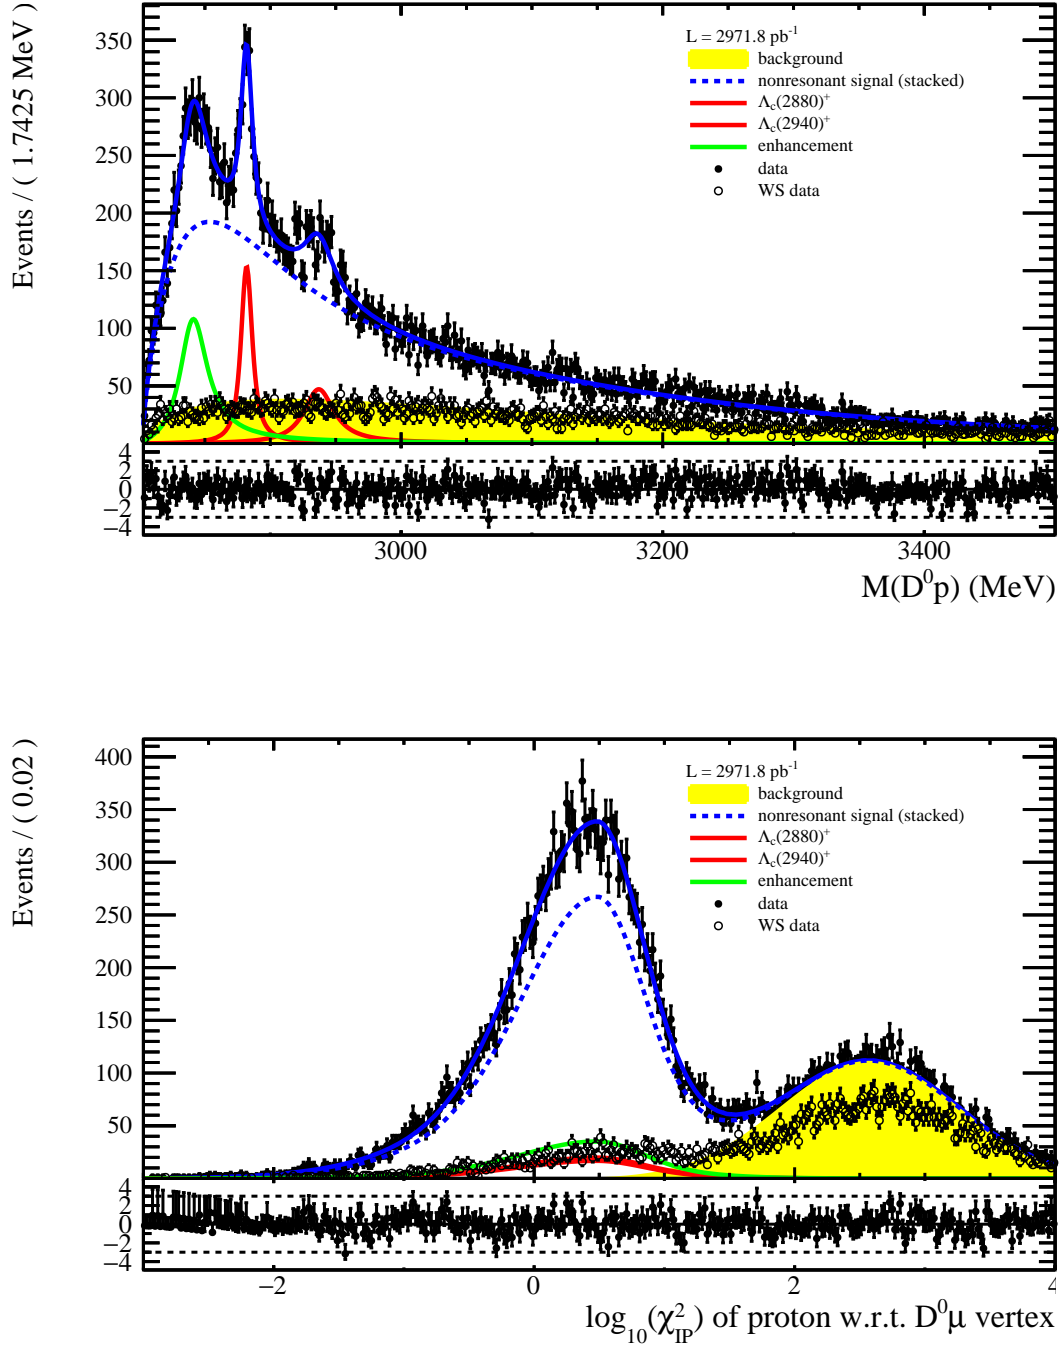 Events / ( 1.7425 MeV )
350
300
250
200
150
100
50
L = 2971.8 pb⁻¹
background
nonresonant signal (stacked)
Λc(2880)⁺
Λc(2940)⁺
enhancement
data
WS data
4
2
0
−2
−4
3000 3200 3400
M(D⁰p) (MeV)
Events / ( 0.02 )
400
350
300
250
200
150
100
50
L = 2971.8 pb⁻¹
background
nonresonant signal (stacked)
Λc(2880)⁺
Λc(2940)⁺
enhancement
data
WS data
4
2
0
−2
−4
−2 0 2 4
log₁₀(χ²IP) of proton w.r.t. D⁰μ vertex